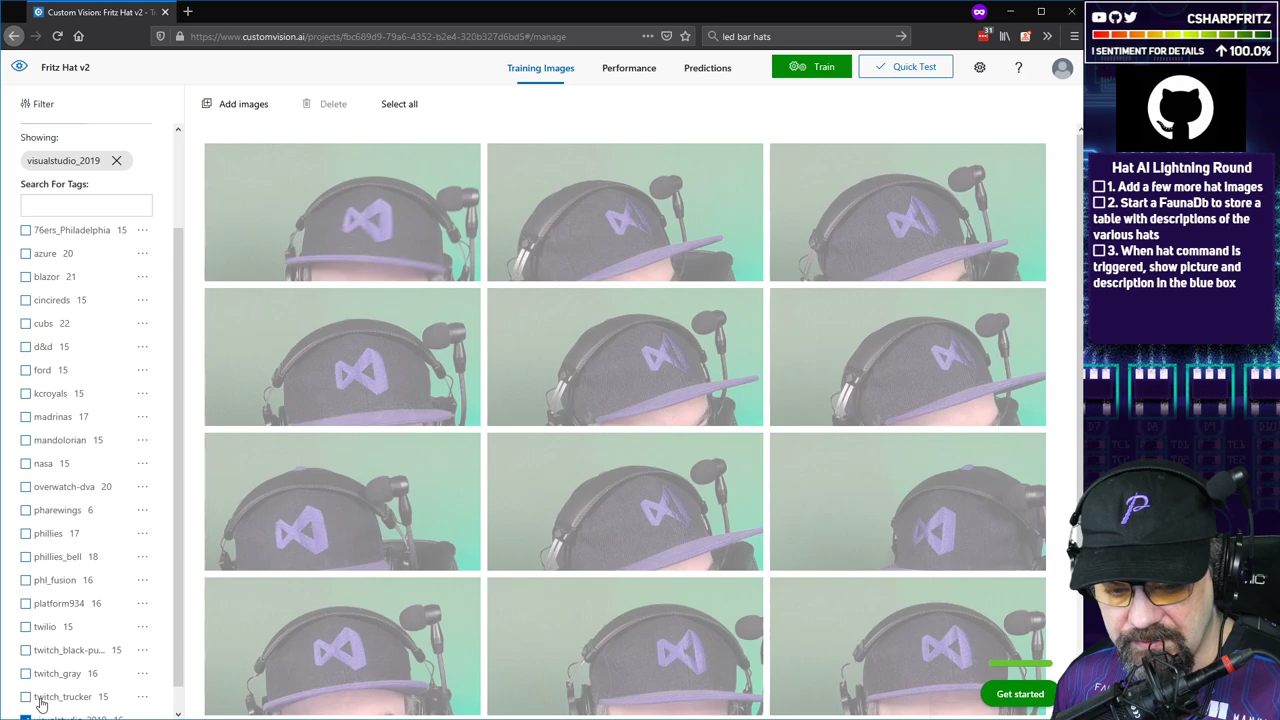 Custom Vision: Fritz Hat v2 - Tr
https://www.customvision.ai/projects/fbc689d9-79a6-4352-b2e4-320b327d6bd5#/manage
led bar hats
31
CSHARPFRITZ
! SENTIMENT FOR DETAILS
100.0%
Fritz Hat v2
Training Images
Performance
Predictions
Train
Quick Test
Filter
Add images
Delete
Select all
Showing:
visualstudio_2019
Search For Tags:
76ers_Philadelphia 15
azure 20
blazor 21
cincireds 15
cubs 22
d&d 15
ford 15
kcroyals 15
madrinas 17
mandolorian 15
nasa 15
overwatch-dva 20
pharewings 6
phillies 17
phillies_bell 18
phl_fusion 16
platform934 16
twilio 15
twitch_black-pu... 15
twitch_gray 16
twitch_trucker 15
visualstudio_2019 16
Get started
Hat AI Lightning Round
1. Add a few more hat images
2. Start a FaunaDb to store a
table with descriptions of the
various hats
3. When hat command is
triggered, show picture and
description in the blue box